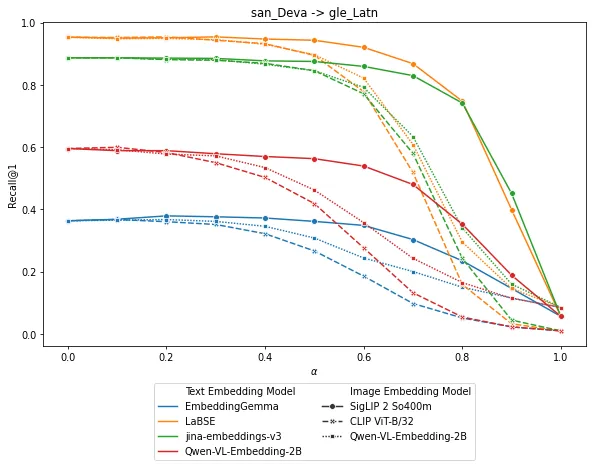 san_Deva -> gle_Latn
1.0
0.8
0.6
0.4
0.2
0.0
Recall@1
0.0 0.2 0.4 0.6 0.8 1.0
α
Text Embedding Model Image Embedding Model
EmbeddingGemma SigLIP 2 So400m
LaBSE CLIP ViT-B/32
jina-embeddings-v3 Qwen-VL-Embedding-2B
Qwen-VL-Embedding-2B